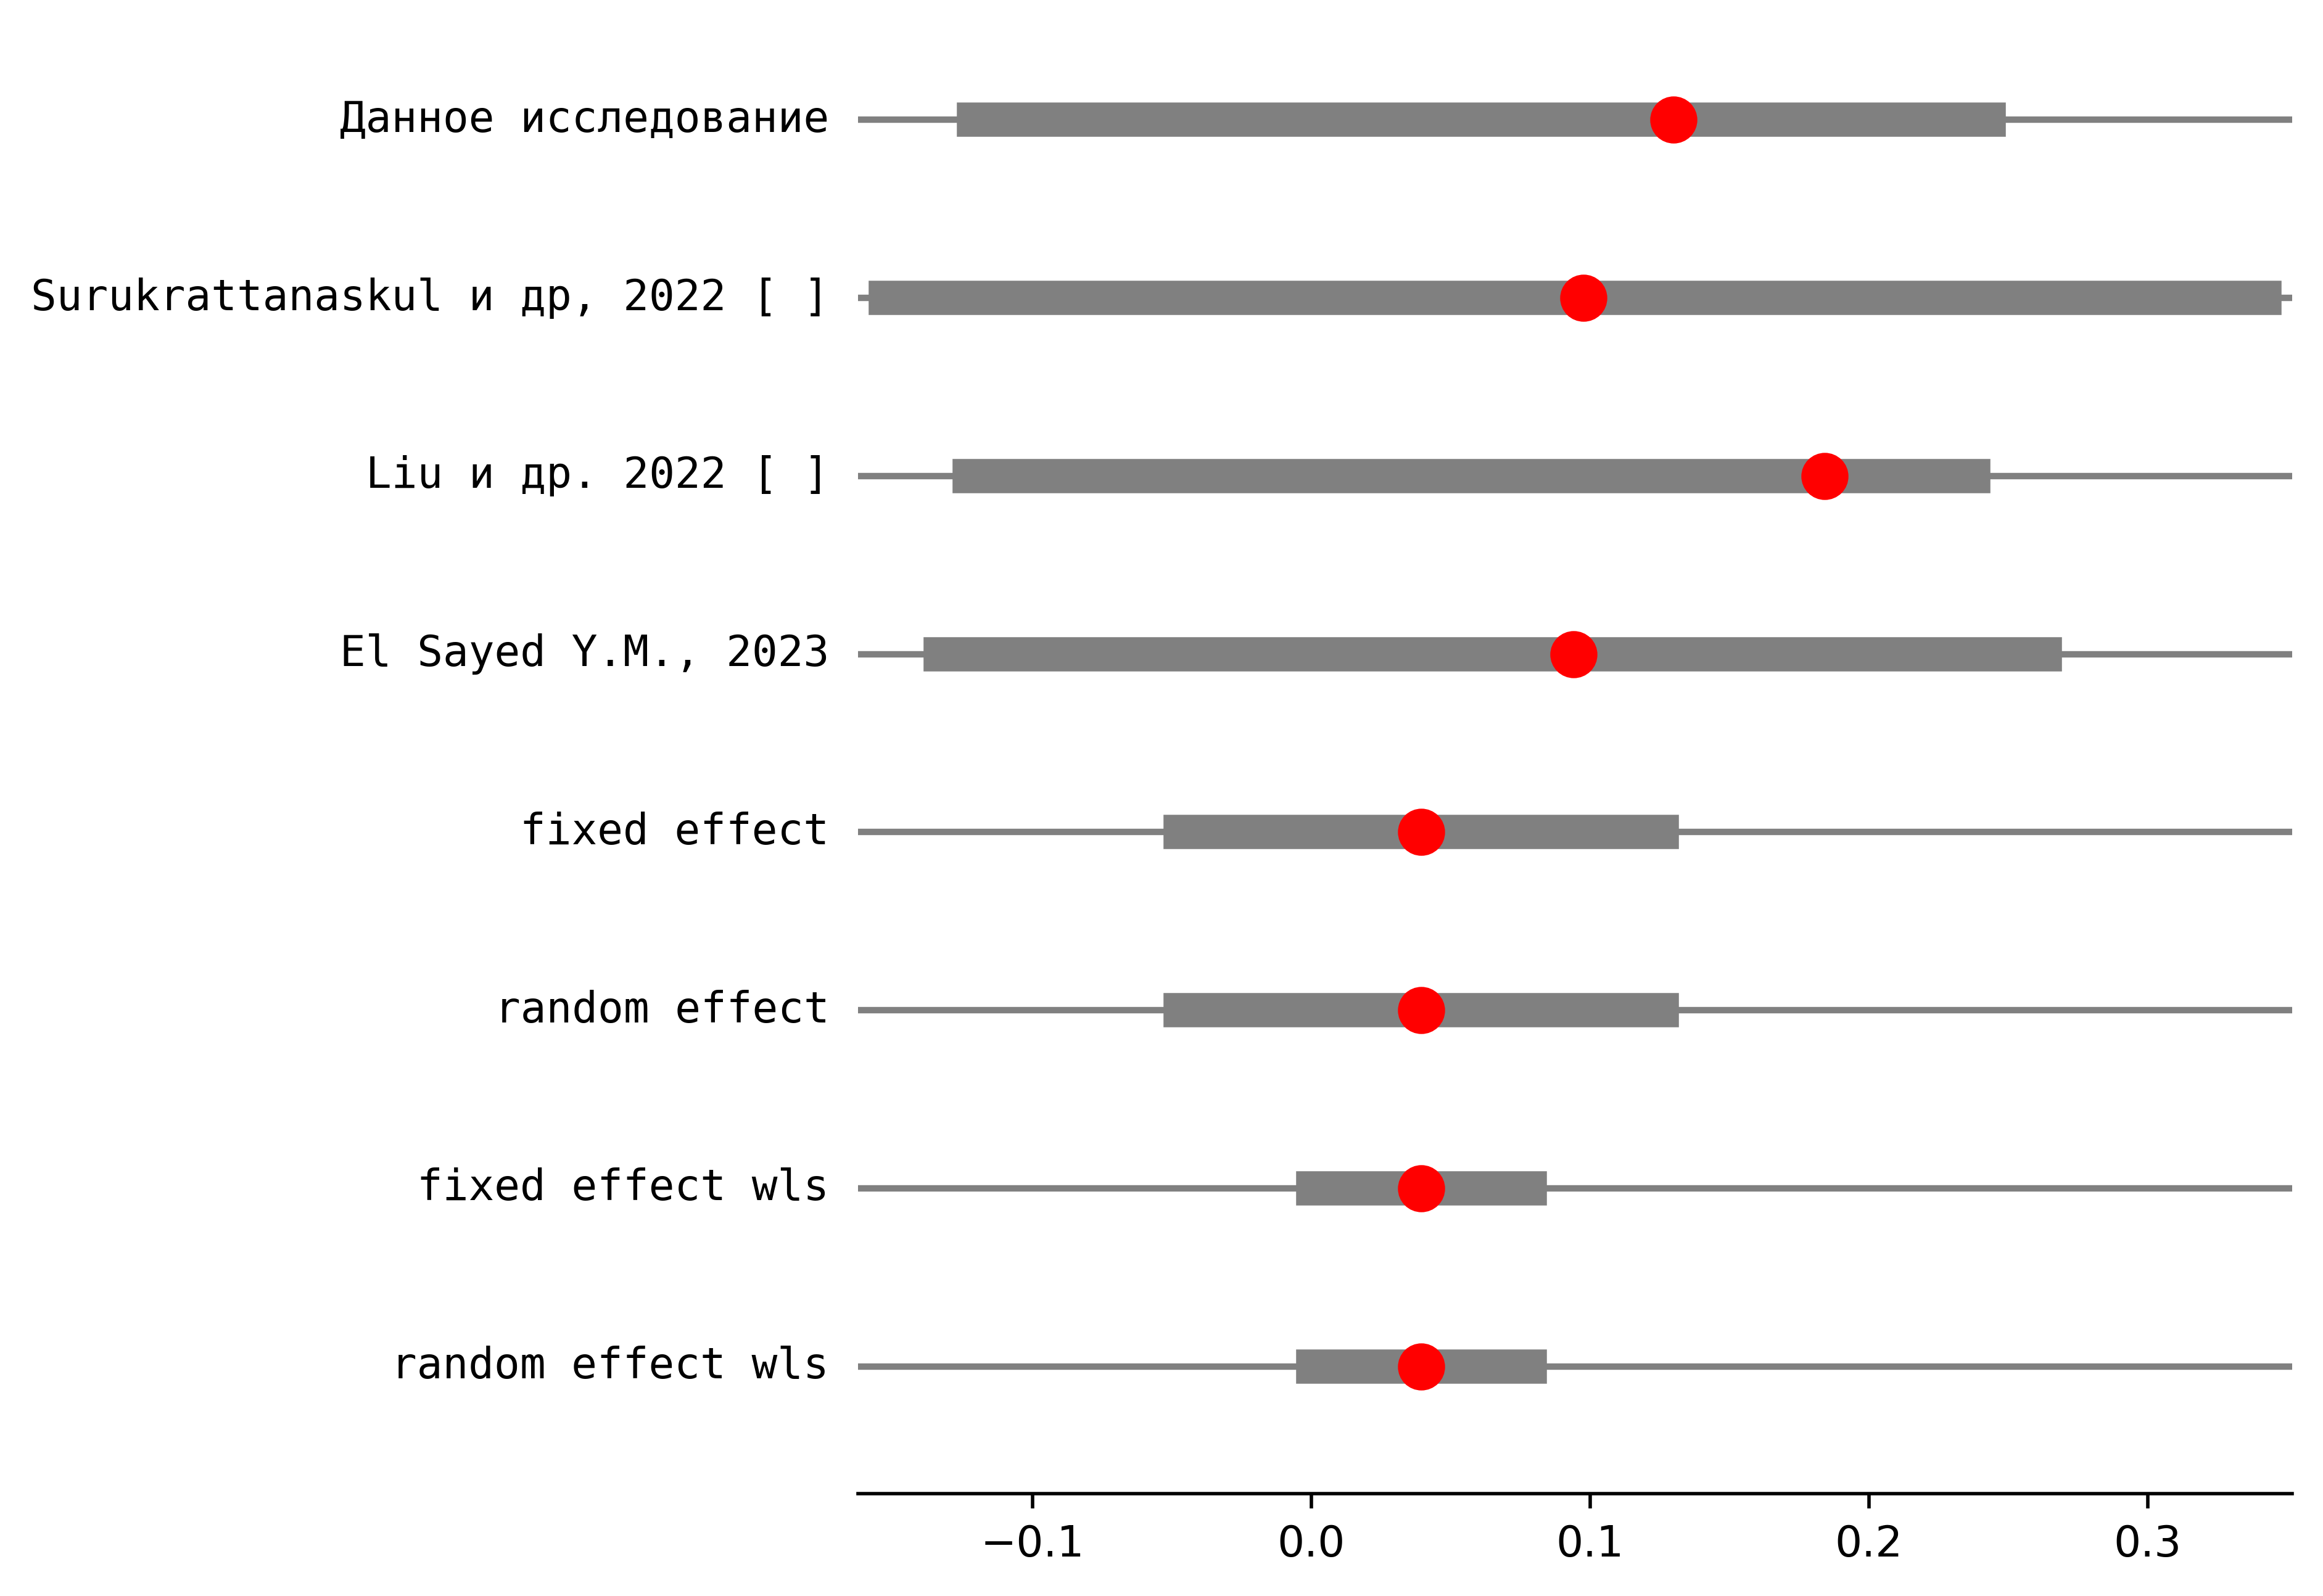 Данное исследование
Surukrattanaskul и др, 2022 [ ]
Liu и др. 2022 [ ]
El Sayed Y.M., 2023
fixed effect
random effect
fixed effect wls
random effect wls
−0.1 0.0 0.1 0.2 0.3